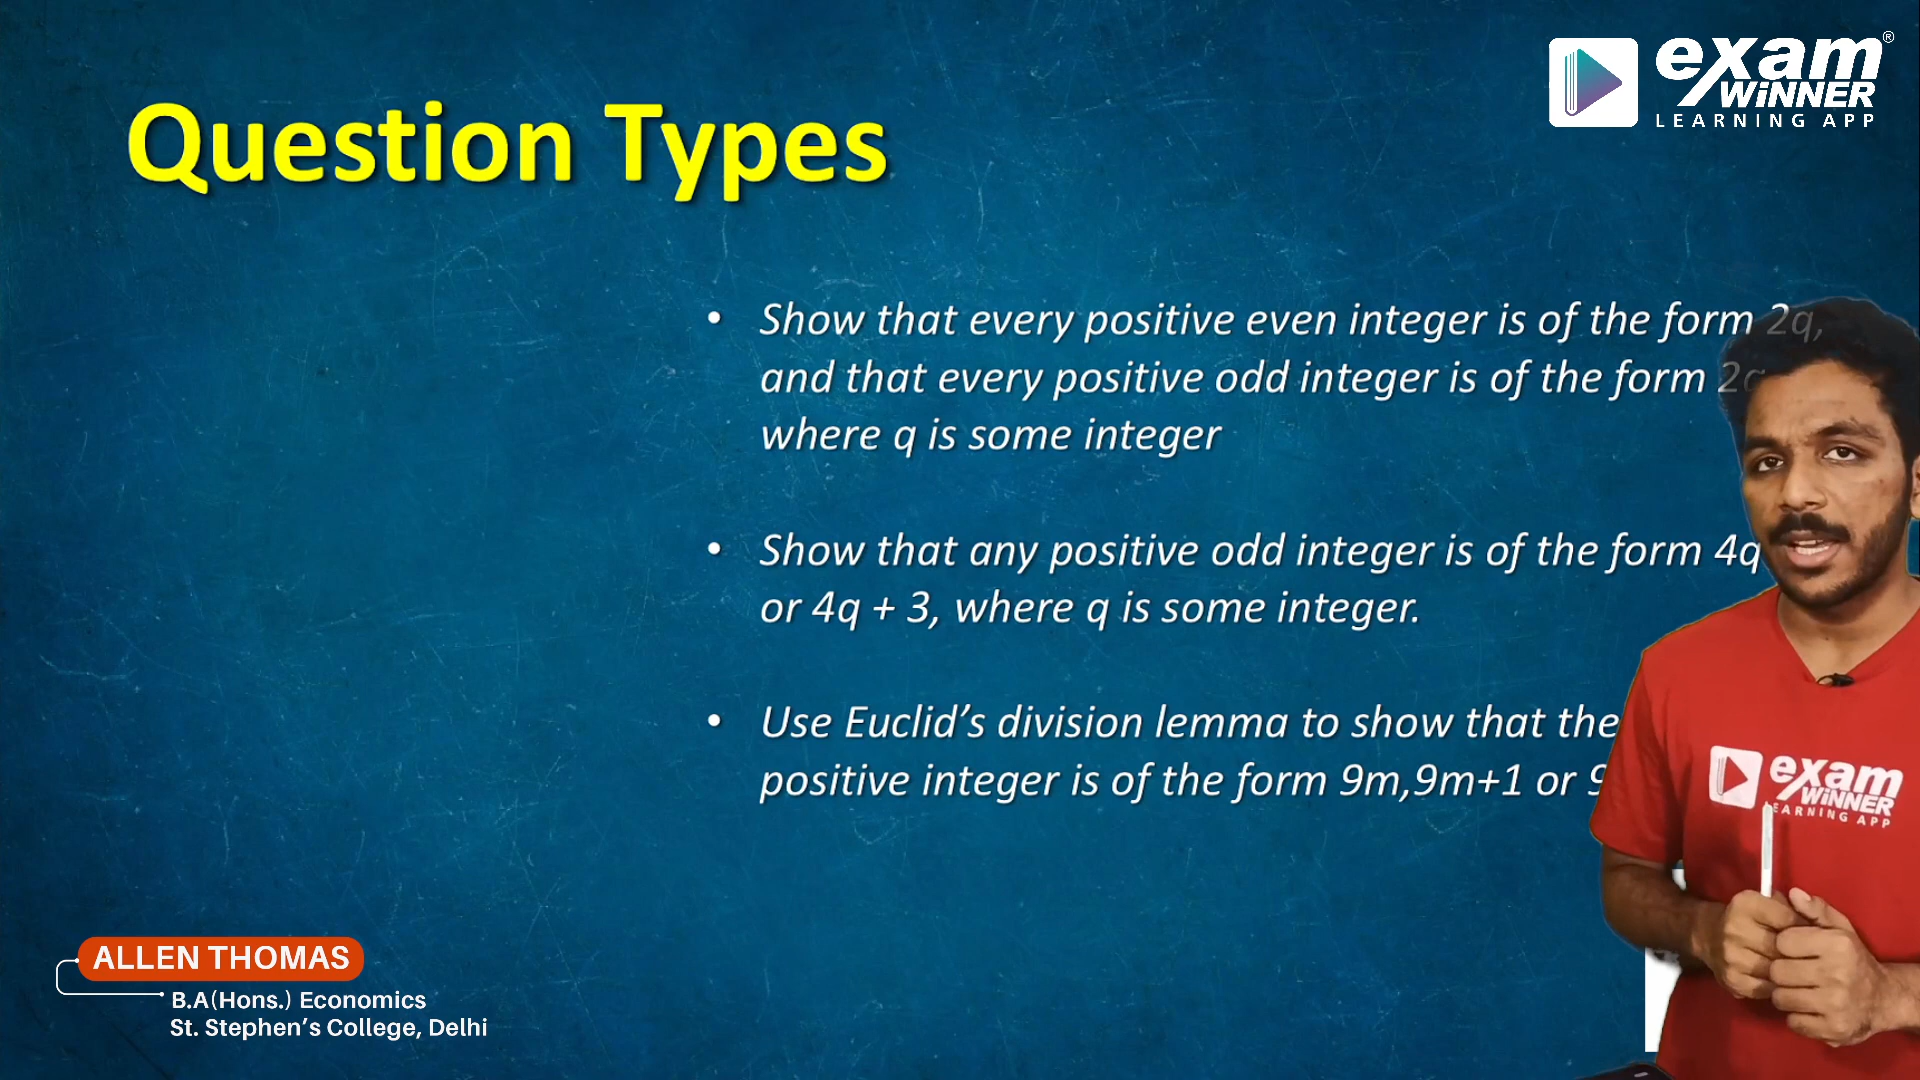 exam®
WiNNER
LEARNING APP
Question Types
• Show that every positive even integer is of the form 2q,
and that every positive odd integer is of the form 2q
where q is some integer
• Show that any positive odd integer is of the form 4q
or 4q + 3, where q is some integer.
• Use Euclid’s division lemma to show that the
positive integer is of the form 9m,9m+1 or 9
exam
WiNNER
LEARNING APP
ALLEN THOMAS
B.A(Hons.) Economics
St. Stephen’s College, Delhi